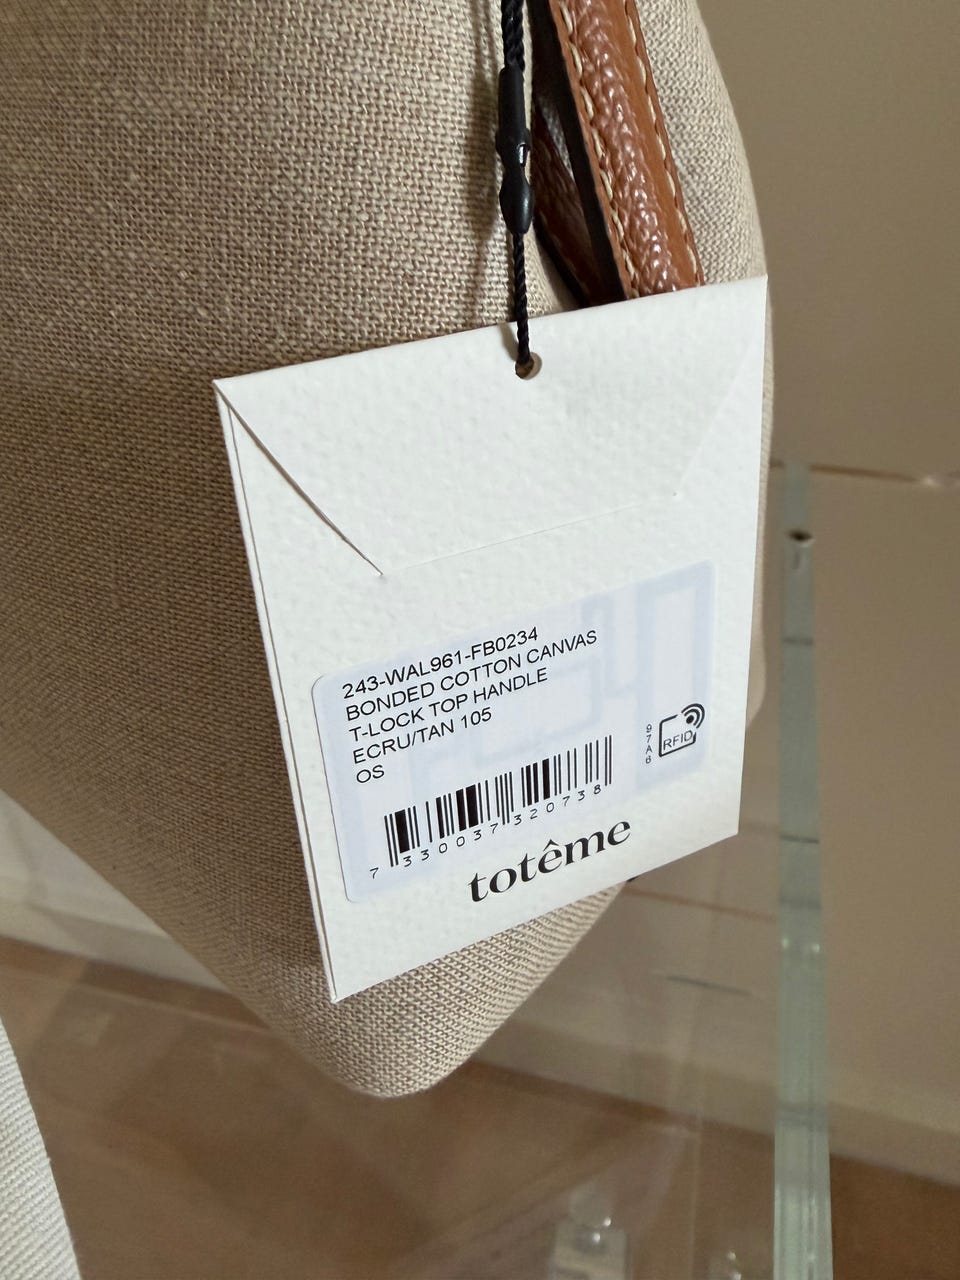 243-WAL961-FB0234
BONDED COTTON CANVAS
T-LOCK TOP HANDLE
ECRU/TAN 105
OS
97A6
RFID
7 330037 320738
totême